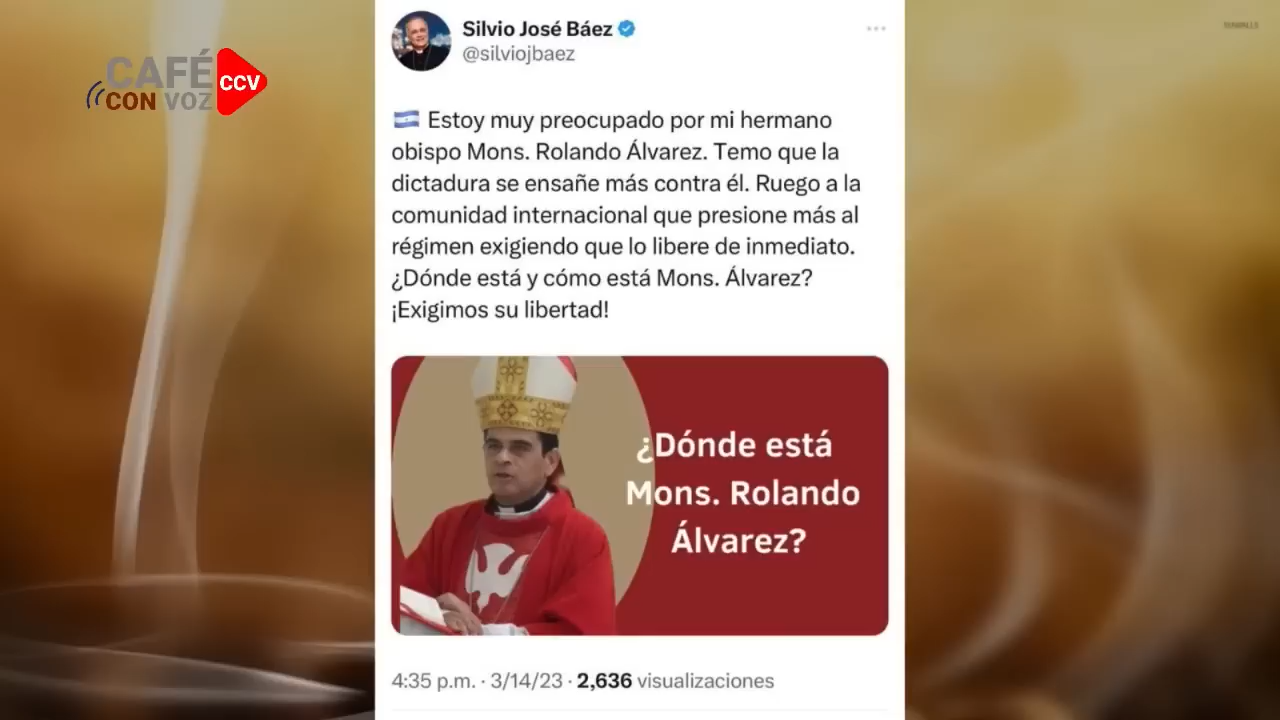 CAFÉ
CON VOZ
CCV
Silvio José Báez
@silviojbaez
Estoy muy preocupado por mi hermano
obispo Mons. Rolando Álvarez. Temo que la
dictadura se ensañe más contra él. Ruego a la
comunidad internacional que presione más al
régimen exigiendo que lo libere de inmediato.
¿Dónde está y cómo está Mons. Álvarez?
¡Exigimos su libertad!
¿Dónde está
Mons. Rolando
Álvarez?
4:35 p.m. · 3/14/23 · 2,636 visualizaciones